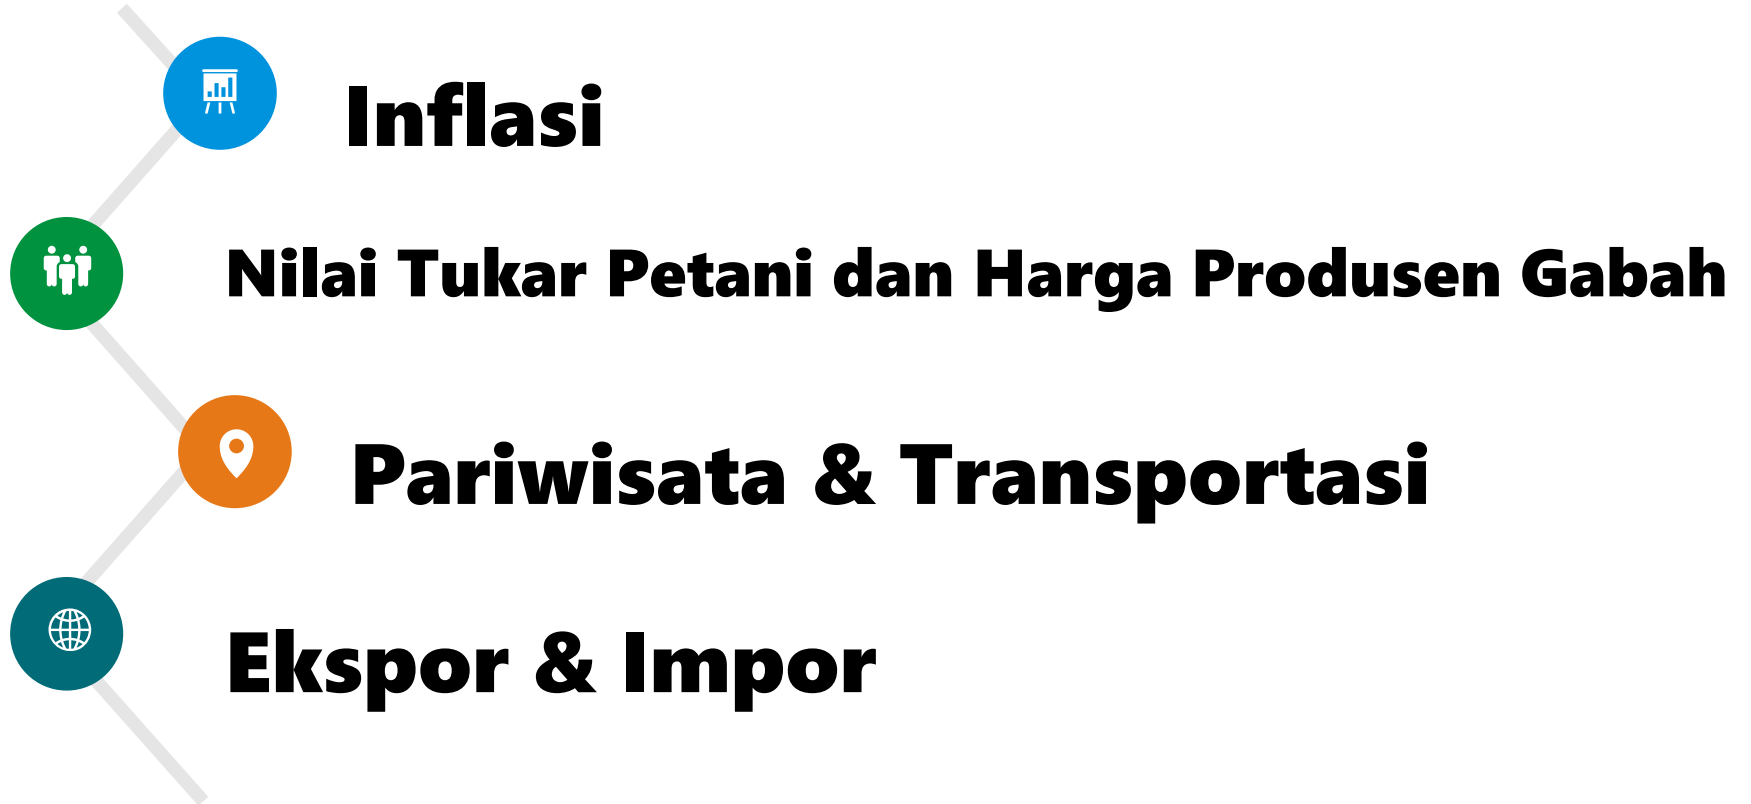 Inflasi
Nilai Tukar Petani dan Harga Produsen Gabah
Pariwisata & Transportasi
Ekspor & Impor